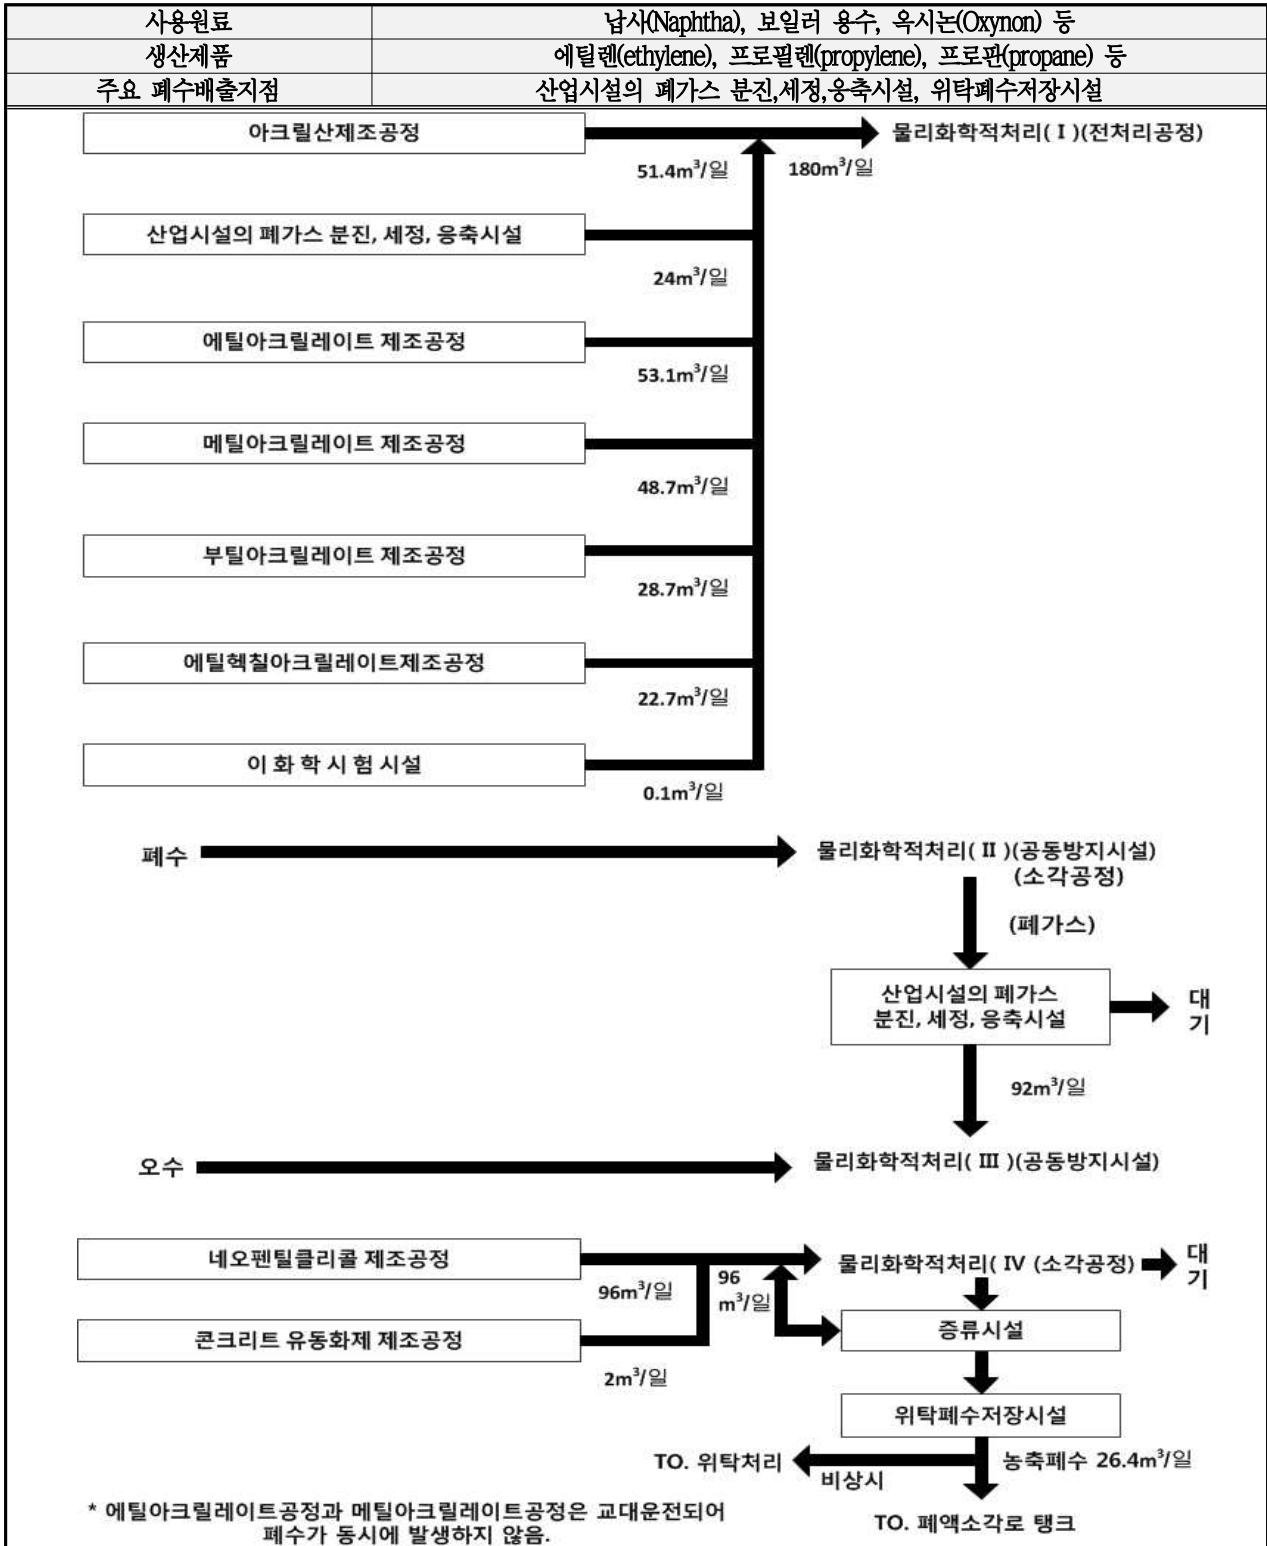 사용원료 납사(Naphtha), 보일러 용수, 옥시논(Oxynon) 등
생산제품 에틸렌(ethylene), 프로필렌(propylene), 프로판(propane) 등
주요 폐수배출지점 산업시설의 폐가스 분진,세정,응축시설, 위탁폐수저장시설
아크릴산제조공정 물리화학적처리( I )(전처리공정)
51.4m³/일 180m³/일
산업시설의 폐가스 분진, 세정, 응축시설
24m³/일
에틸아크릴레이트 제조공정
53.1m³/일
메틸아크릴레이트 제조공정
48.7m³/일
부틸아크릴레이트 제조공정
28.7m³/일
에틸헥칠아크릴레이트제조공정
22.7m³/일
이 화 학 시 험 시설
0.1m³/일
폐수 물리화학적처리( II )(공동방지시설)
(소각공정)
(폐가스)
산업시설의 폐가스
분진, 세정, 응축시설
대
기
92m³/일
오수 물리화학적처리( III )(공동방지시설)
네오펜틸클리콜 제조공정 물리화학적처리( IV (소각공정)
대
기
96m³/일
96
m³/일
콘크리트 유동화제 제조공정 증류시설
2m³/일
위탁폐수저장시설
TO. 위탁처리 농축폐수 26.4m³/일
비상시
TO. 폐액소각로 탱크
* 에틸아크릴레이트공정과 메틸아크릴레이트공정은 교대운전되어
폐수가 동시에 발생하지 않음.